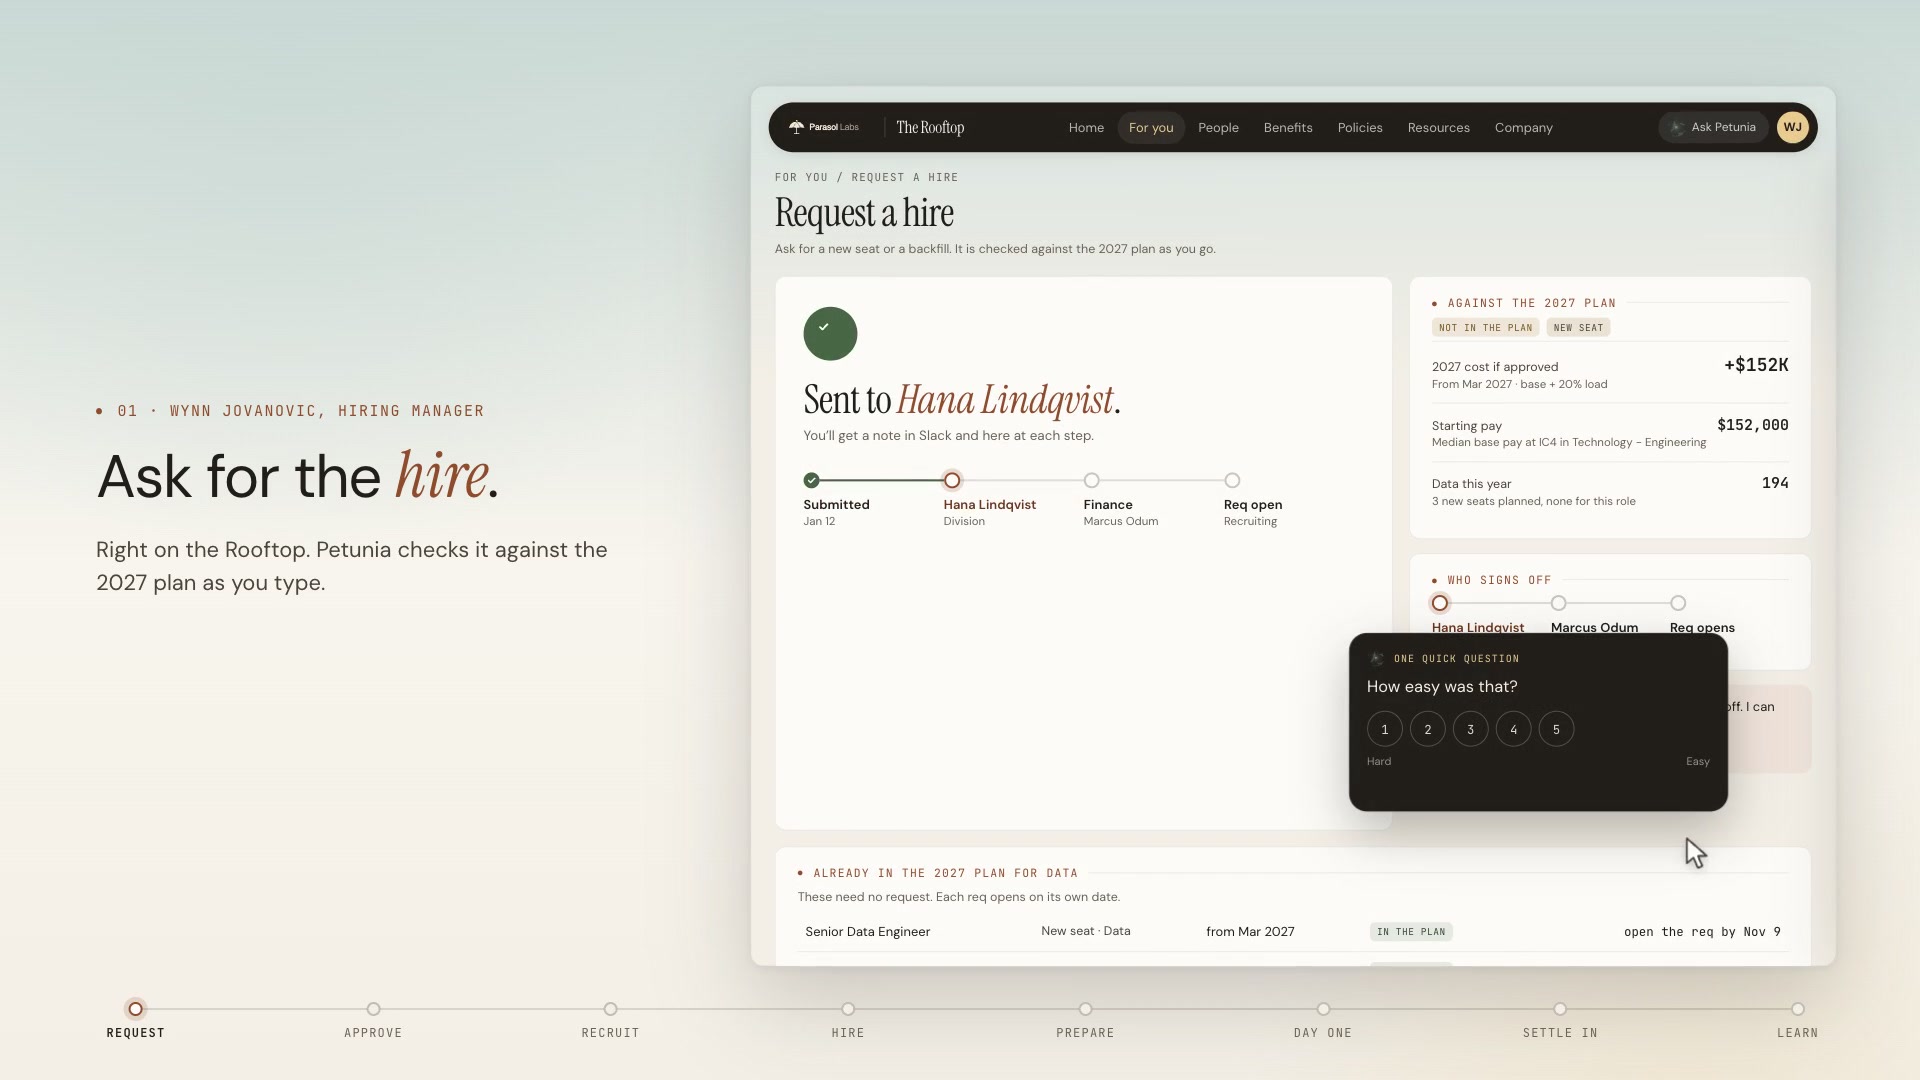 Parasol Labs
The Rooftop
Home
For you
People
Benefits
Policies
Resources
Company
Ask Petunia
WJ
FOR YOU / REQUEST A HIRE
Request a hire
Ask for a new seat or a backfill. It is checked against the 2027 plan as you go.
01 · WYNN JOVANOVIC, HIRING MANAGER
Ask for the hire.
Right on the Rooftop. Petunia checks it against the
2027 plan as you type.
Sent to Hana Lindqvist.
You'll get a note in Slack and here at each step.
Submitted
Jan 12
Hana Lindqvist
Division
Finance
Marcus Odum
Req open
Recruiting
AGAINST THE 2027 PLAN
NOT IN THE PLAN
NEW SEAT
2027 cost if approved
+$152K
From Mar 2027 · base + 20% load
Starting pay
$152,000
Median base pay at IC4 in Technology – Engineering
Data this year
194
3 new seats planned, none for this role
WHO SIGNS OFF
Hana Lindqvist
Marcus Odum
Req opens
off. I can
ONE QUICK QUESTION
How easy was that?
1
2
3
4
5
Hard
Easy
ALREADY IN THE 2027 PLAN FOR DATA
These need no request. Each req opens on its own date.
Senior Data Engineer
New seat · Data
from Mar 2027
IN THE PLAN
open the req by Nov 9
REQUEST
APPROVE
RECRUIT
HIRE
PREPARE
DAY ONE
SETTLE IN
LEARN